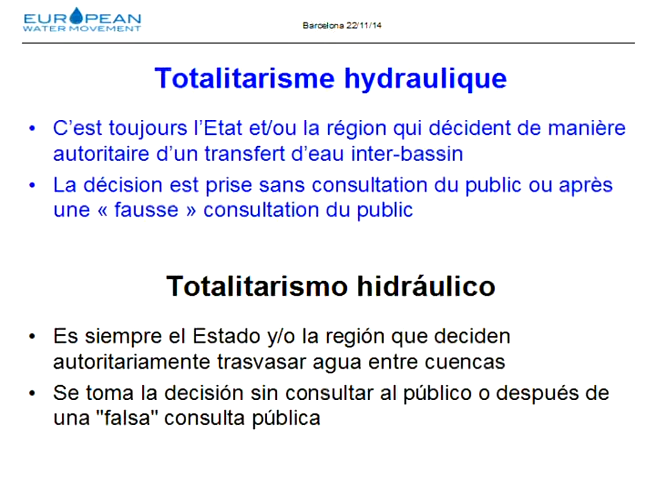 EUROPEAN
WATER MOVEMENT
Barcelona 22/11/14
Totalitarisme hydraulique
• C’est toujours l’Etat et/ou la région qui décident de manière
autoritaire d’un transfert d’eau inter-bassin
• La décision est prise sans consultation du public ou après
une « fausse » consultation du public
Totalitarismo hidráulico
• Es siempre el Estado y/o la región que deciden
autoritariamente trasvasar agua entre cuencas
• Se toma la decisión sin consultar al público o después de
una "falsa" consulta pública